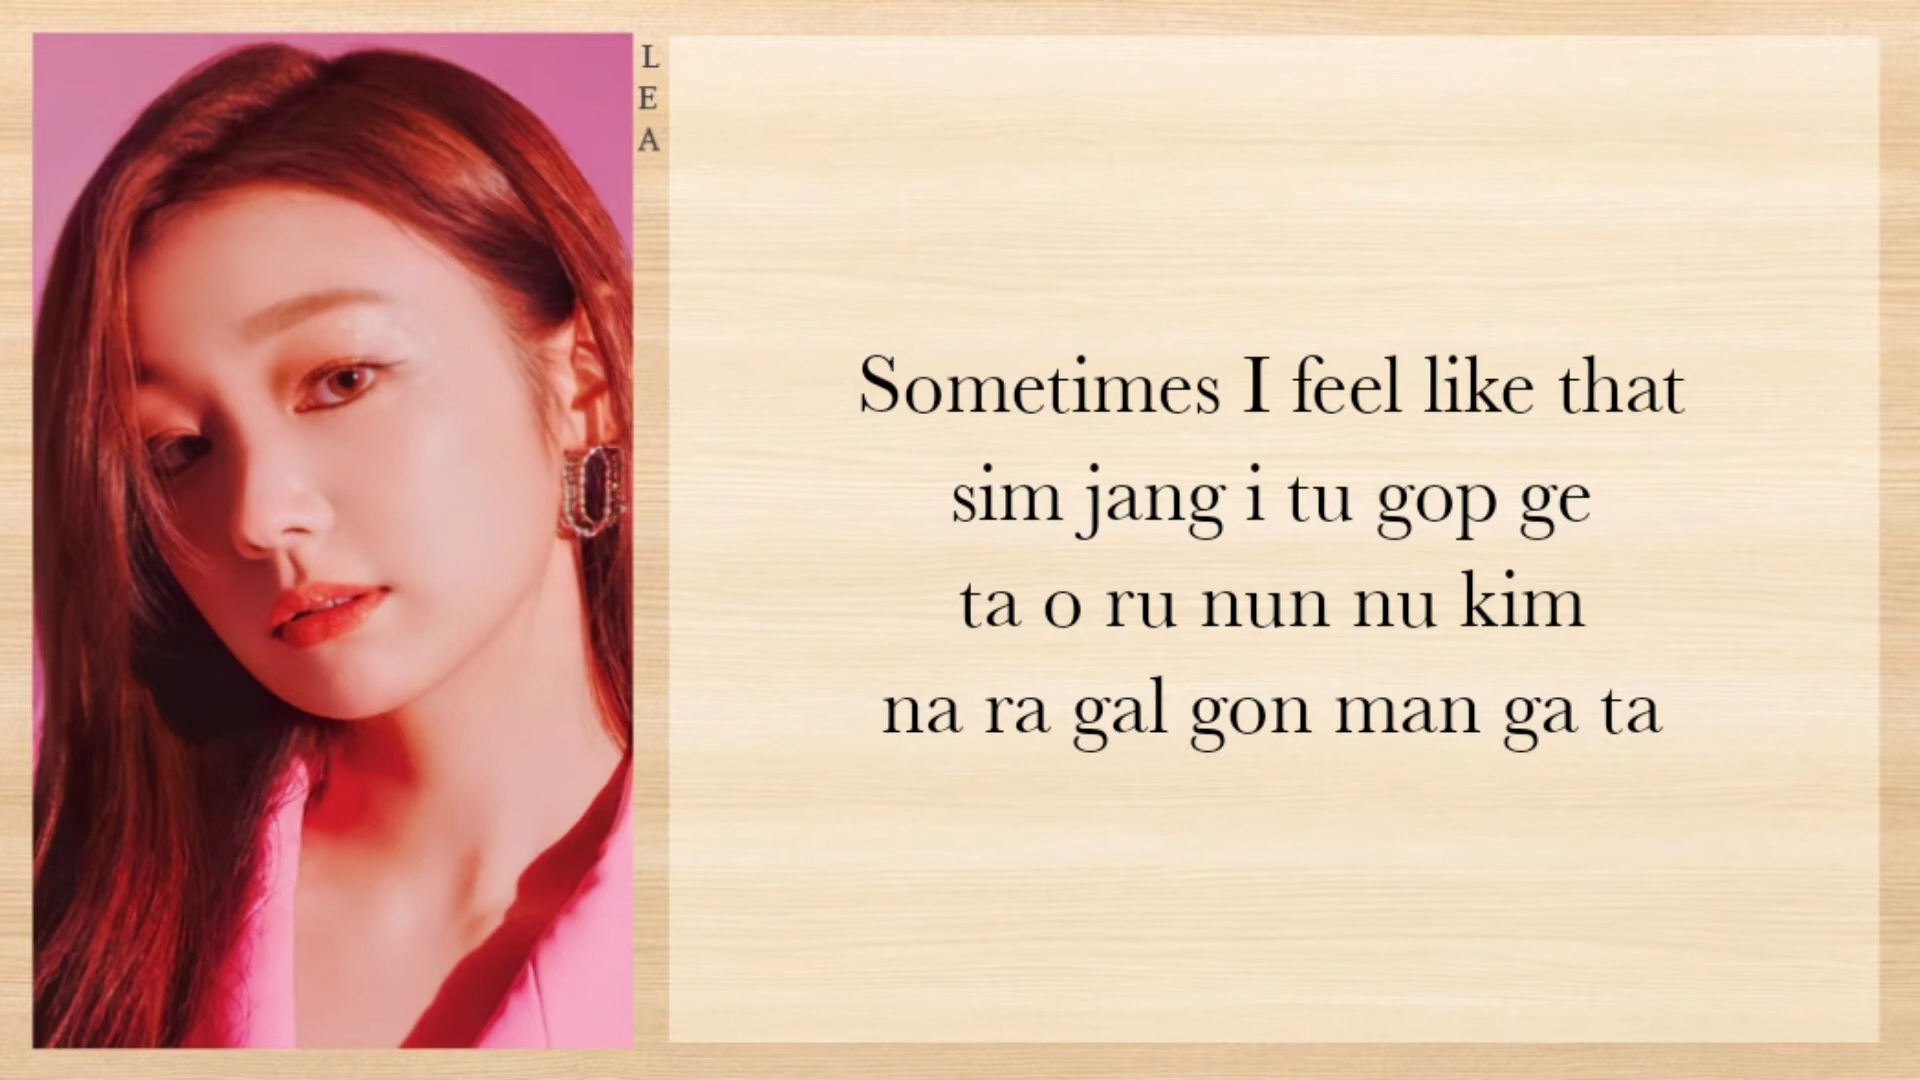 LEA
Sometimes I feel like that
sim jang i tu gop ge
ta o ru nun nu kim
na ra gal gon man ga ta